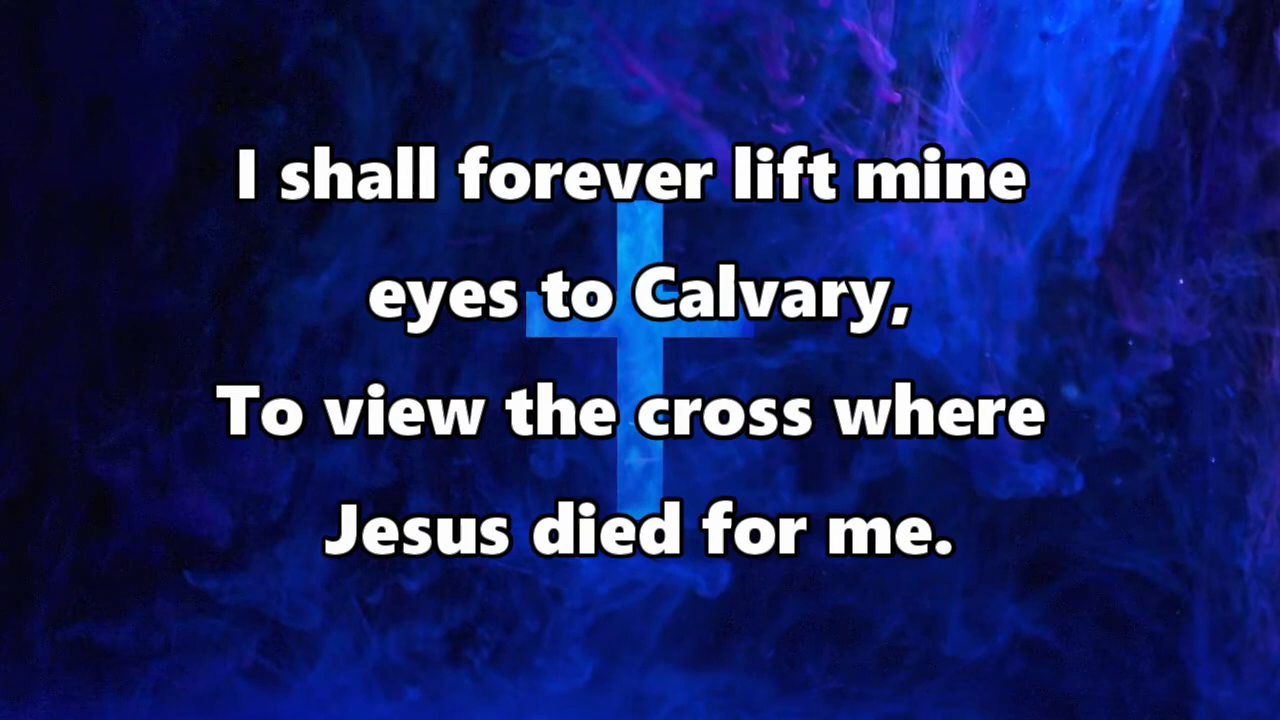 I shall forever lift mine
eyes to Calvary,
To view the cross where
Jesus died for me.